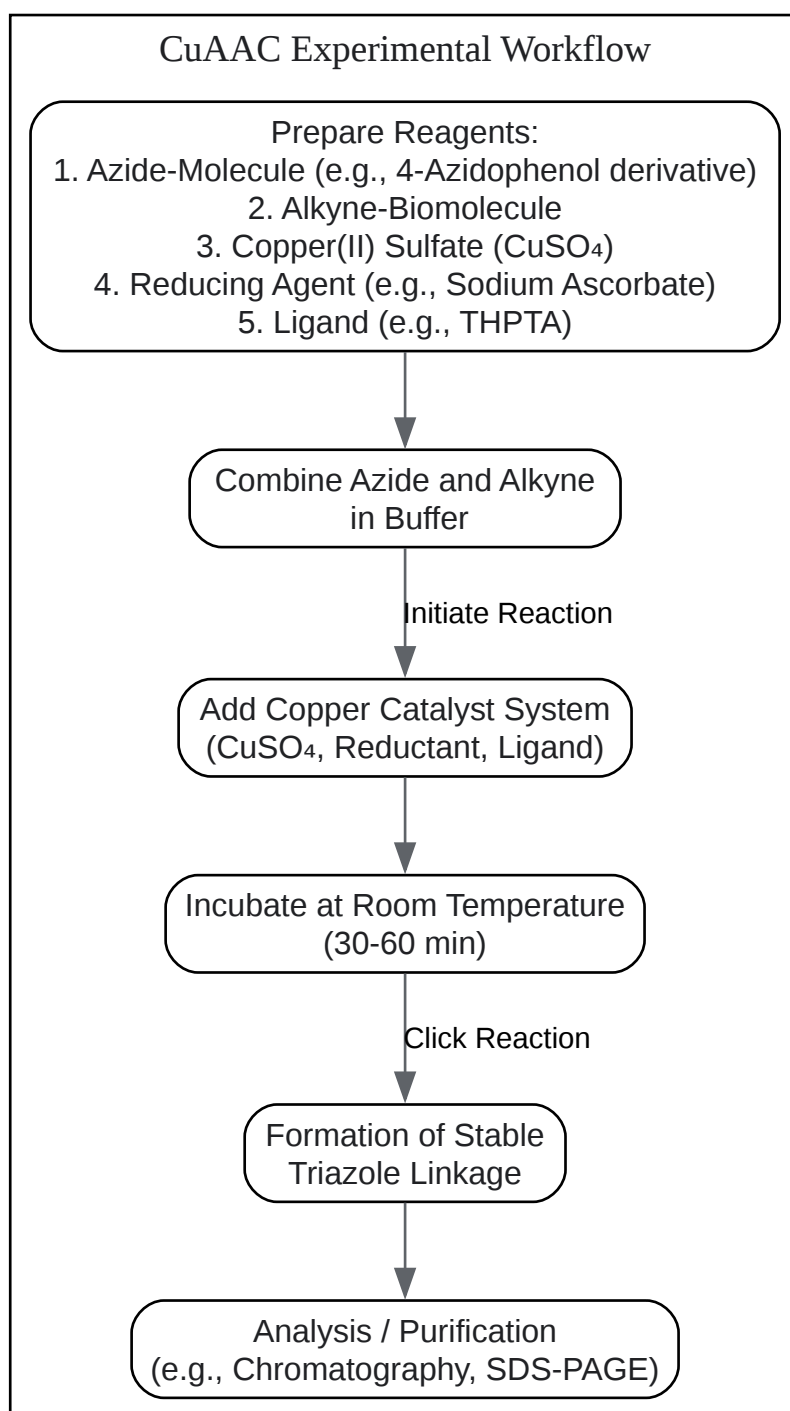 CuAAC Experimental Workflow
Prepare Reagents:
1. Azide-Molecule (e.g., 4-Azidophenol derivative)
2. Alkyne-Biomolecule
3. Copper(II) Sulfate (CuSO₄)
4. Reducing Agent (e.g., Sodium Ascorbate)
5. Ligand (e.g., THPTA)
Combine Azide and Alkyne
in Buffer
Initiate Reaction
Add Copper Catalyst System
(CuSO₄, Reductant, Ligand)
Incubate at Room Temperature
(30-60 min)
Click Reaction
Formation of Stable
Triazole Linkage
Analysis / Purification
(e.g., Chromatography, SDS-PAGE)